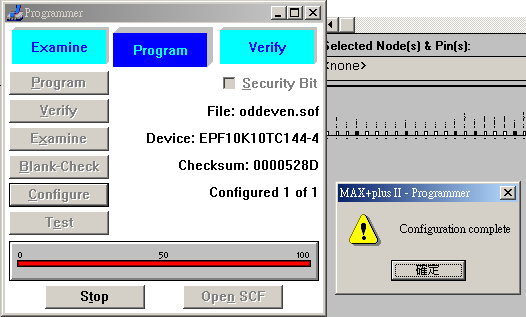 Programmer
Examine
Program
Verify
Program
Security Bit
Verify
File: oddeven.sof
Examine
Device: EPF10K10TC144-4
Blank-Check
Checksum: 0000528D
Configure
Configured 1 of 1
Test
0 50 100
Stop
Open SCF
Selected Node(s) & Pin(s):
<none>
MAX+plus II - Programmer
Configuration complete
確定